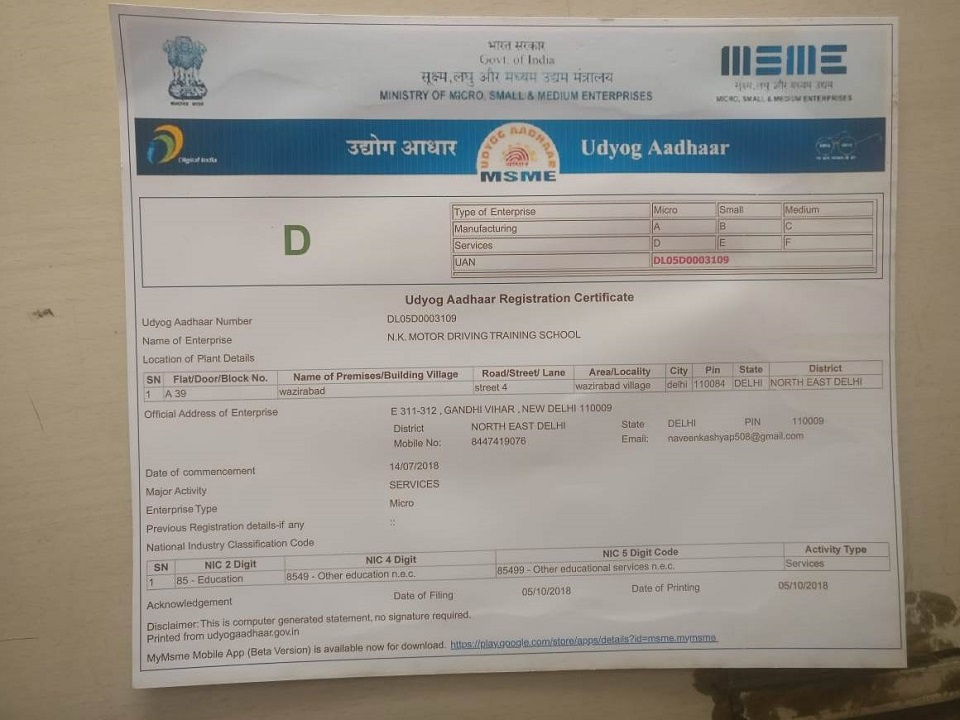 भारत सरकार
Govt. of India
सूक्ष्म,लघु और मध्यम उद्यम मंत्रालय
MINISTRY OF MICRO, SMALL & MEDIUM ENTERPRISES
MSME
सूक्ष्म, लघु और मध्यम उद्यम
MICRO, SMALL & MEDIUM ENTERPRISES
Digital India
उद्योग आधार
UDYOG AADHAAR
MSME
Udyog Aadhaar
D
Type of Enterprise Micro Small Medium
Manufacturing A B C
Services D E F
UAN DL05D0003109
Udyog Aadhaar Registration Certificate
Udyog Aadhaar Number DL05D0003109
Name of Enterprise N.K. MOTOR DRIVING TRAINING SCHOOL
Location of Plant Details
SN Flat/Door/Block No. Name of Premises/Building Village Road/Street/ Lane Area/Locality City Pin State District
1 A 39 wazirabad street 4 wazirabad village delhi 110084 DELHI NORTH EAST DELHI
Official Address of Enterprise E 311-312 , GANDHI VIHAR , NEW DELHI 110009
District NORTH EAST DELHI State DELHI PIN 110009
Mobile No: 8447419076 Email: naveenkashyap508@gmail.com
Date of commencement 14/07/2018
Major Activity SERVICES
Enterprise Type Micro
Previous Registration details-if any ::
National Industry Classification Code
SN NIC 2 Digit NIC 4 Digit NIC 5 Digit Code Activity Type
1 85 - Education 8549 - Other education n.e.c. 85499 - Other educational services n.e.c. Services
Acknowledgement Date of Filing 05/10/2018 Date of Printing 05/10/2018
Disclaimer: This is computer generated statement, no signature required.
Printed from udyogaadhaar.gov.in
MyMsme Mobile App (Beta Version) is available now for download. https://play.google.com/store/apps/details?id=msme.mymsme